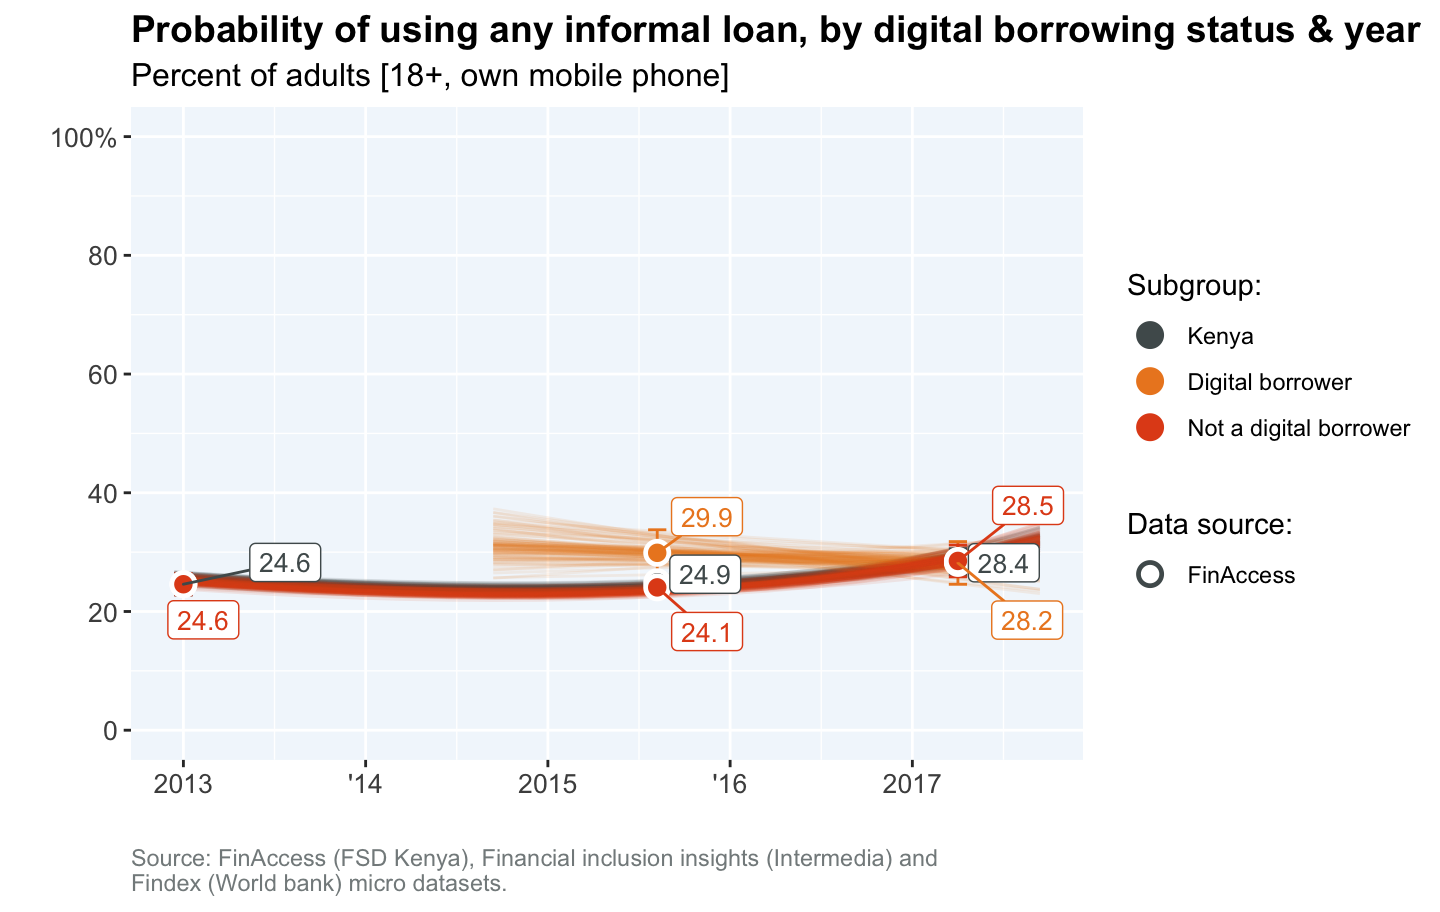 Probability of using any informal loan, by digital borrowing status & year
Percent of adults [18+, own mobile phone]
100%
80
60
40
20
0
2013
'14
2015
'16
2017
24.6
24.6
29.9
24.9
24.1
28.5
28.4
28.2
Subgroup:
Kenya
Digital borrower
Not a digital borrower
Data source:
FinAccess
Source: FinAccess (FSD Kenya), Financial inclusion insights (Intermedia) and
Findex (World bank) micro datasets.